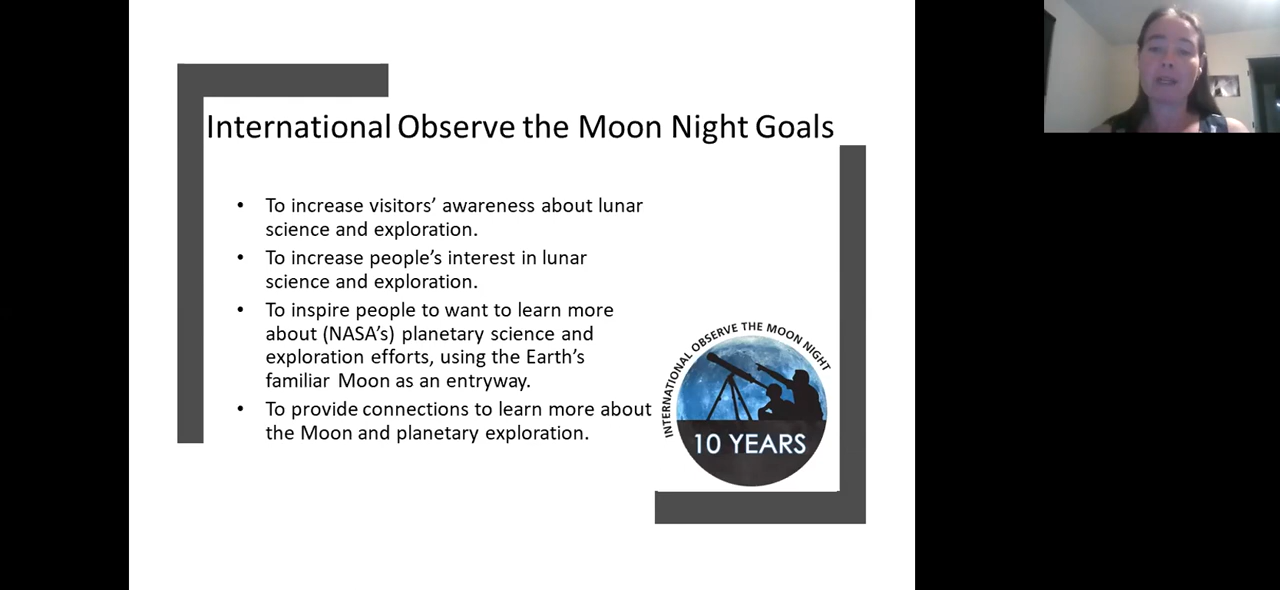 International Observe the Moon Night Goals
• To increase visitors’ awareness about lunar
science and exploration.
• To increase people’s interest in lunar
science and exploration.
• To inspire people to want to learn more
about (NASA’s) planetary science and
exploration efforts, using the Earth’s
familiar Moon as an entryway.
• To provide connections to learn more about
the Moon and planetary exploration.
INTERNATIONAL OBSERVE THE MOON NIGHT
10 YEARS